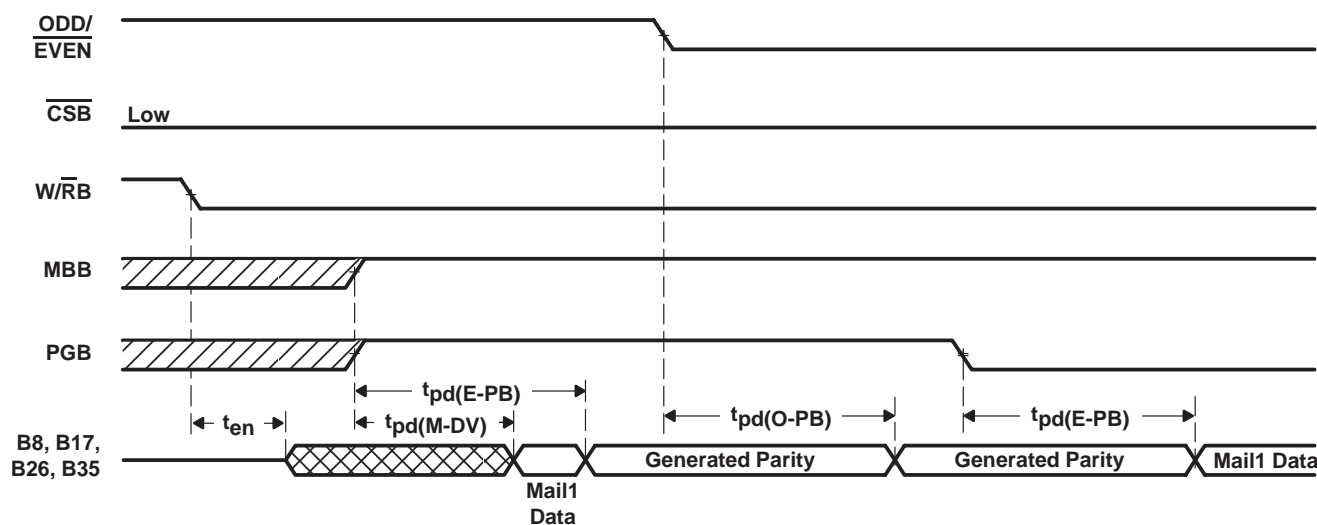 ODD/
EVEN
CSB
Low
W/RB
MBB
PGB
tpd(E-PB)
ten
tpd(M-DV)
tpd(O-PB)
tpd(E-PB)
B8, B17,
B26, B35
Generated Parity
Generated Parity
Mail1 Data
Mail1
Data